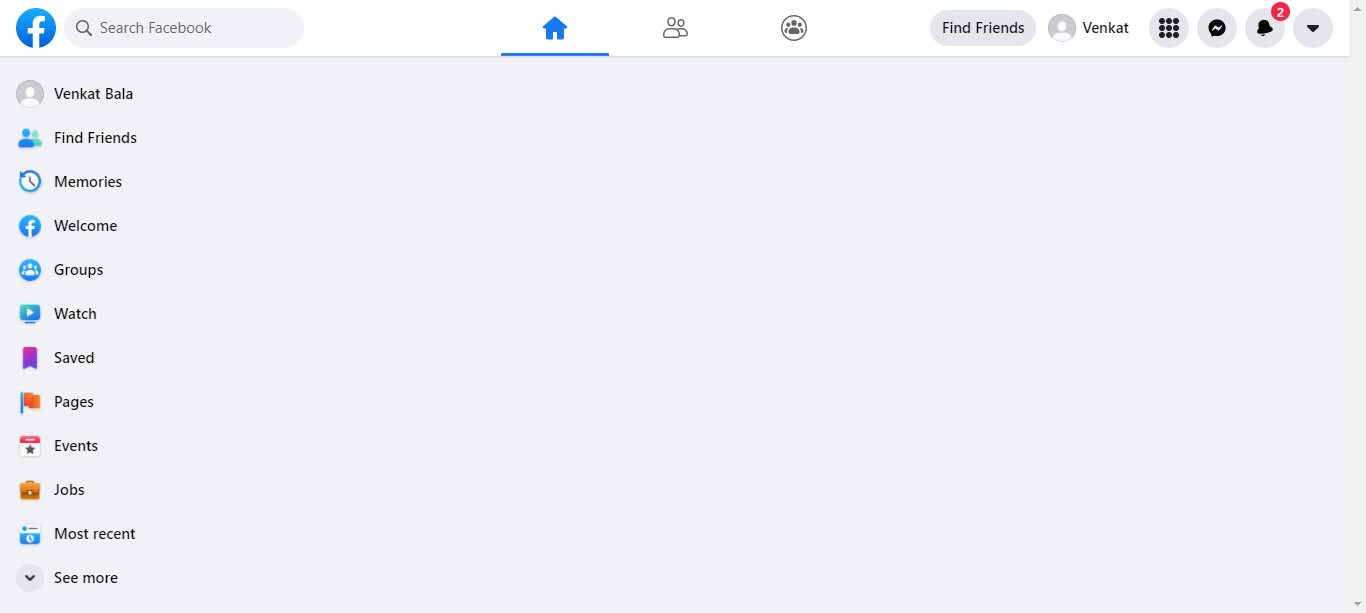 Search Facebook
Find Friends
Venkat
2
Venkat Bala
Find Friends
Memories
Welcome
Groups
Watch
Saved
Pages
Events
Jobs
Most recent
See more